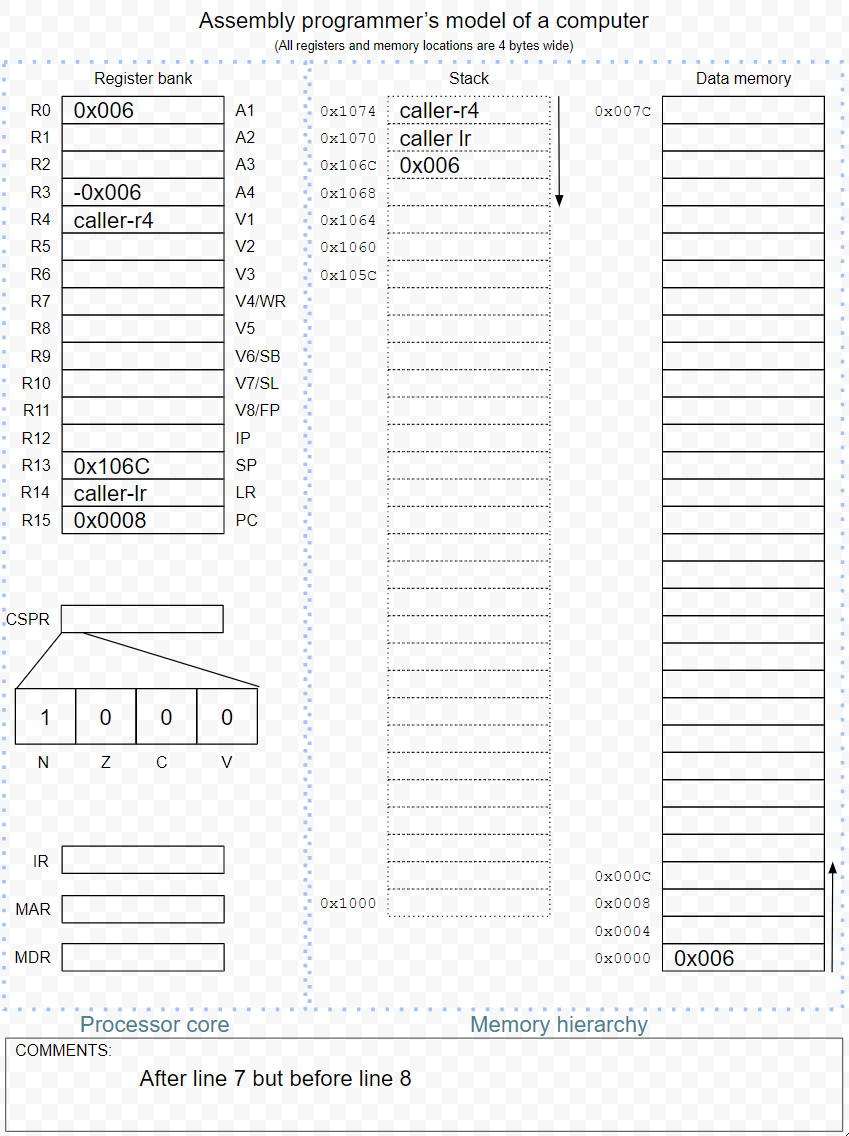 Assembly programmer's model of a computer
(All registers and memory locations are 4 bytes wide)
Register bank
Stack
Data memory
R0 0x006 A1
R1 A2
R2 A3
R3 -0x006 A4
R4 caller-r4 V1
R5 V2
R6 V3
R7 V4/WR
R8 V5
R9 V6/SB
R10 V7/SL
R11 V8/FP
R12 IP
R13 0x106C SP
R14 caller-lr LR
R15 0x0008 PC
CSPR
1 0 0 0
N Z C V
IR
MAR
MDR
0x1074 caller-r4
0x1070 caller lr
0x106C 0x006
0x1068
0x1064
0x1060
0x105C
0x1000
0x007C
0x000C
0x0008
0x0004
0x0000 0x006
Processor core
Memory hierarchy
COMMENTS:
After line 7 but before line 8